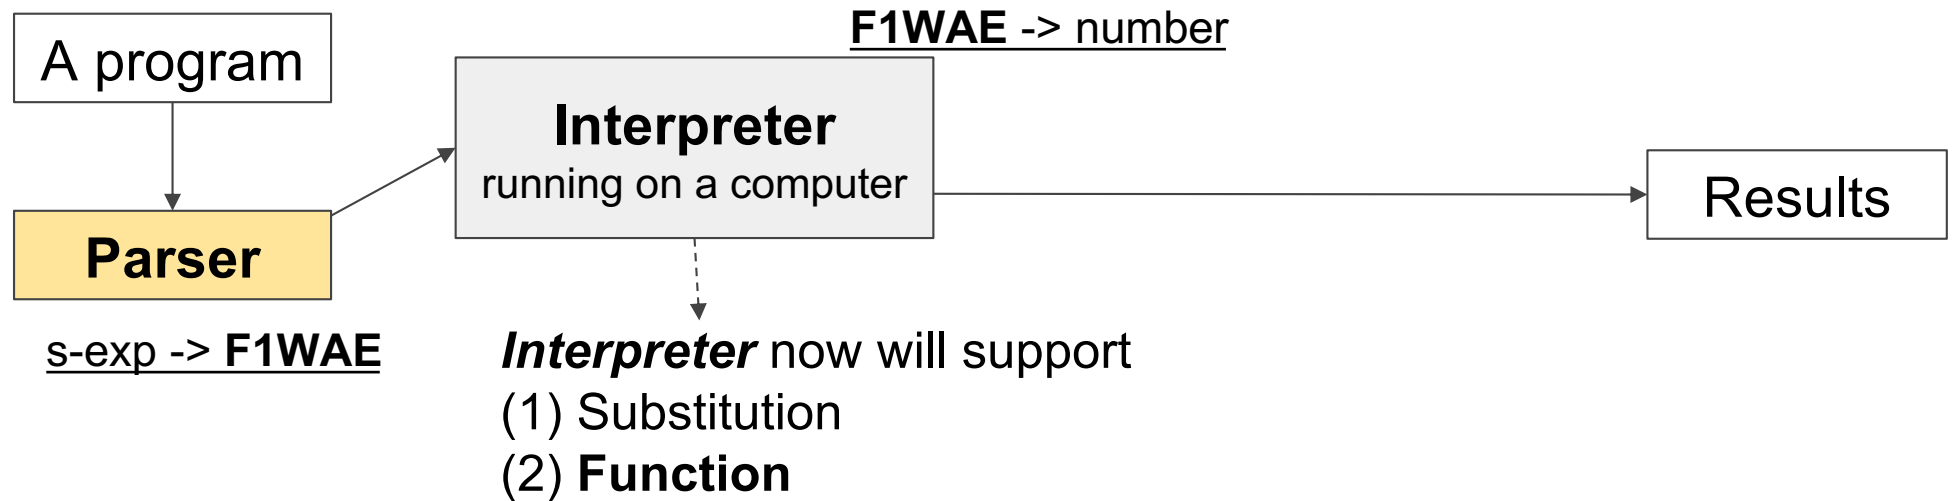 A program
F1WAE -> number
Interpreter
running on a computer
Results
Parser
s-exp -> F1WAE
Interpreter now will support
(1) Substitution
(2) Function